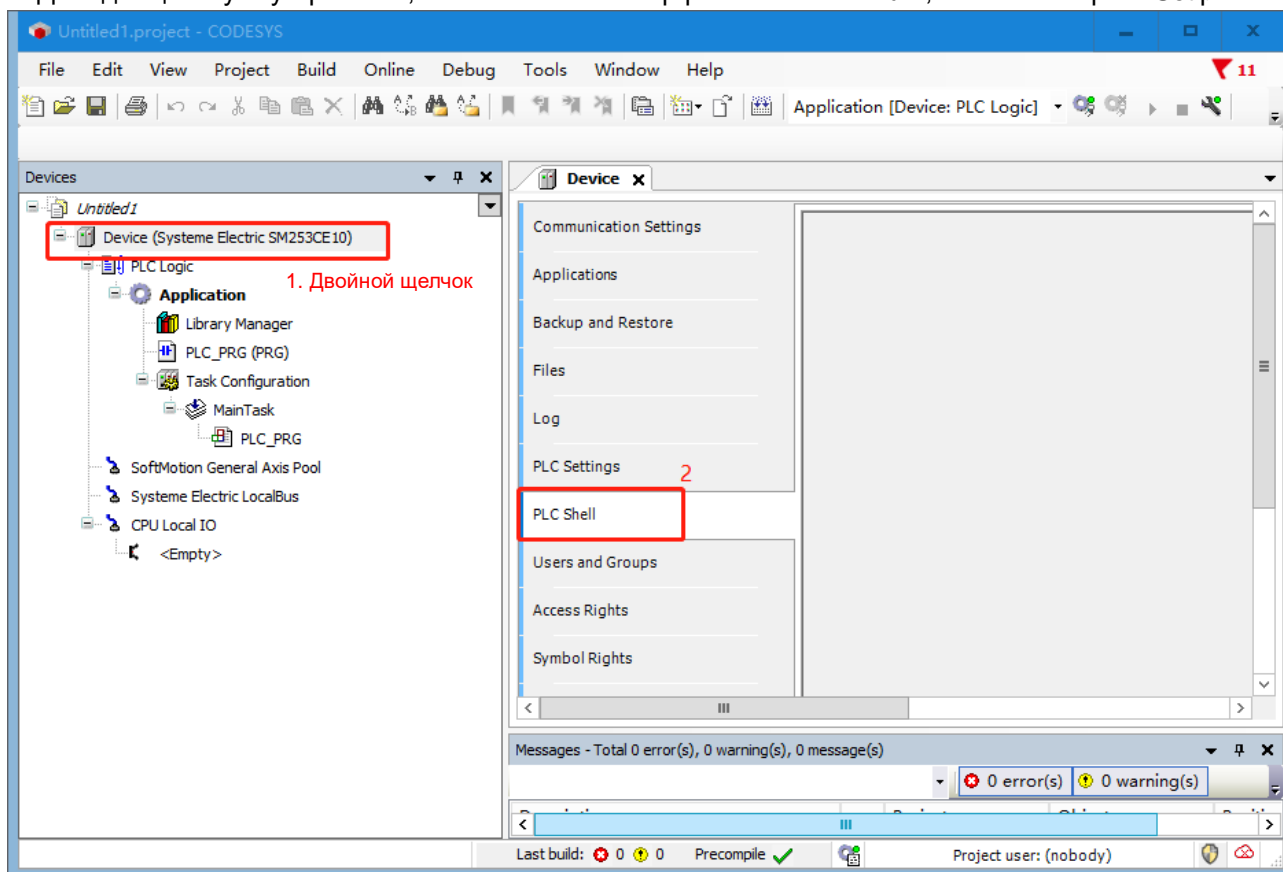 Untitled1.project - CODESYS
File Edit View Project Build Online Debug Tools Window Help 11
Application [Device: PLC Logic]
Devices
Untitled1
Device (Systeme Electric SM253CE10)
PLC Logic
1. Двойной щелчок
Application
Library Manager
PLC_PRG (PRG)
Task Configuration
MainTask
PLC_PRG
SoftMotion General Axis Pool
Systeme Electric LocalBus
CPU Local IO
<Empty>
Device
Communication Settings
Applications
Backup and Restore
Files
Log
PLC Settings
2
PLC Shell
Users and Groups
Access Rights
Symbol Rights
Messages - Total 0 error(s), 0 warning(s), 0 message(s)
0 error(s) 0 warning(s)
Last build: 0 0 Precompile Project user: (nobody)